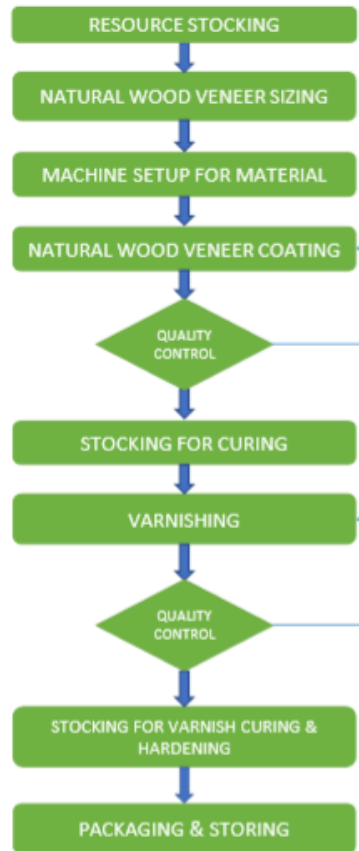 RESOURCE STOCKING
NATURAL WOOD VENEER SIZING
MACHINE SETUP FOR MATERIAL
NATURAL WOOD VENEER COATING
QUALITY
CONTROL
STOCKING FOR CURING
VARNISHING
QUALITY
CONTROL
STOCKING FOR VARNISH CURING &
HARDENING
PACKAGING & STORING